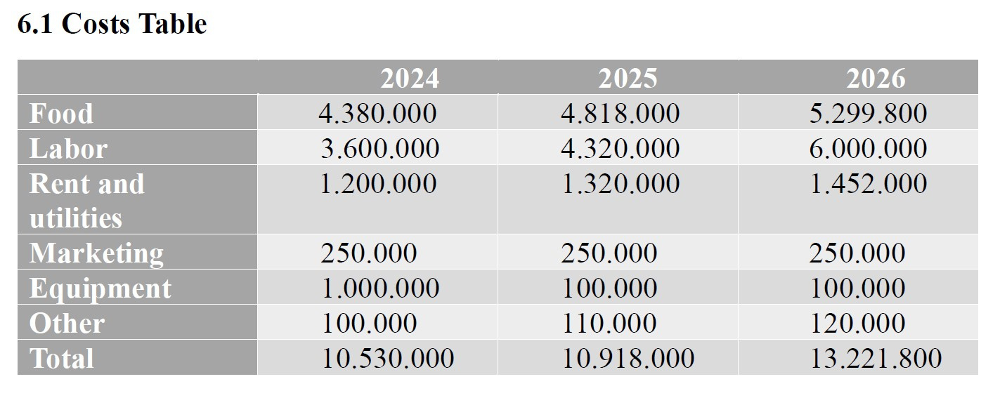 6.1 Costs Table
2024 2025 2026
Food 4.380.000 4.818.000 5.299.800
Labor 3.600.000 4.320.000 6.000.000
Rent and 1.200.000 1.320.000 1.452.000
utilities
Marketing 250.000 250.000 250.000
Equipment 1.000.000 100.000 100.000
Other 100.000 110.000 120.000
Total 10.530.000 10.918.000 13.221.800